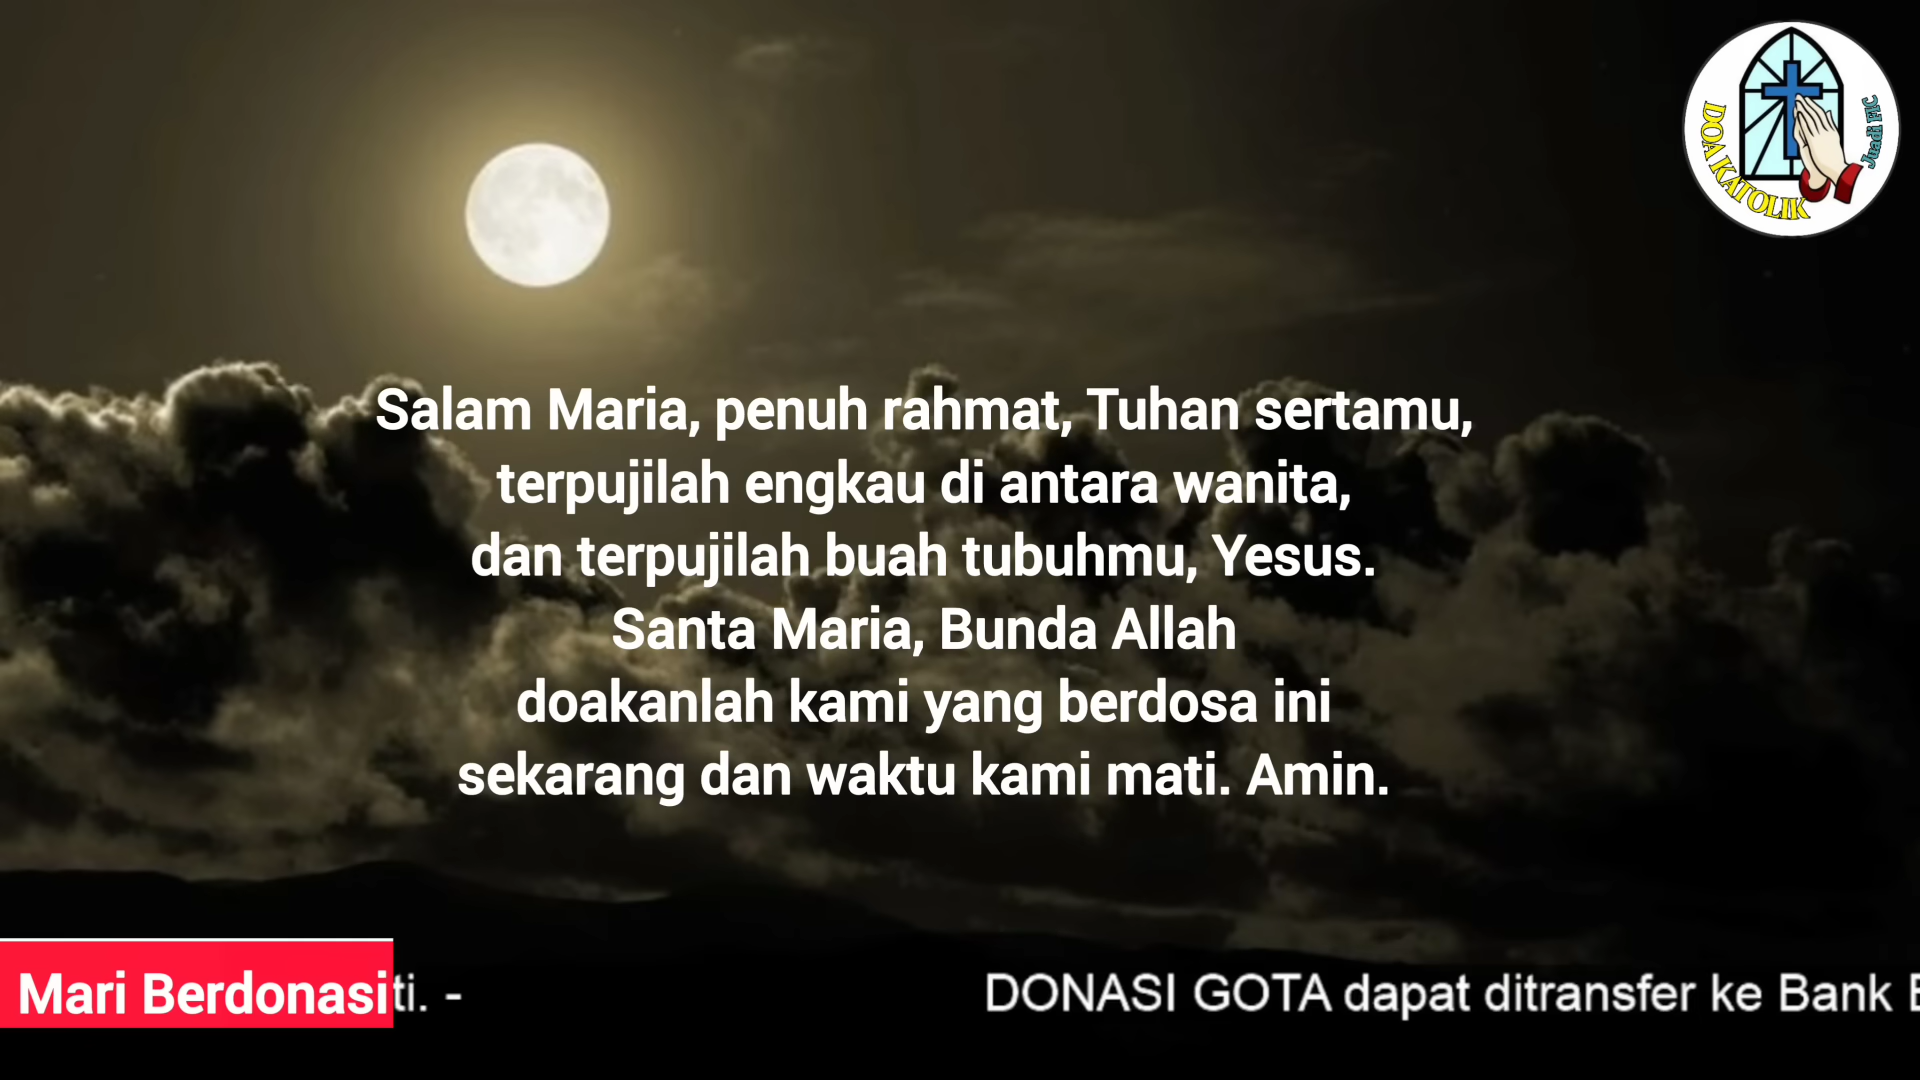 DOA KATOLIK
Juadi FIC
Salam Maria, penuh rahmat, Tuhan sertamu,
terpujilah engkau di antara wanita,
dan terpujilah buah tubuhmu, Yesus.
Santa Maria, Bunda Allah
doakanlah kami yang berdosa ini
sekarang dan waktu kami mati. Amin.
Mari Berdonasi ti. - DONASI GOTA dapat ditransfer ke Bank